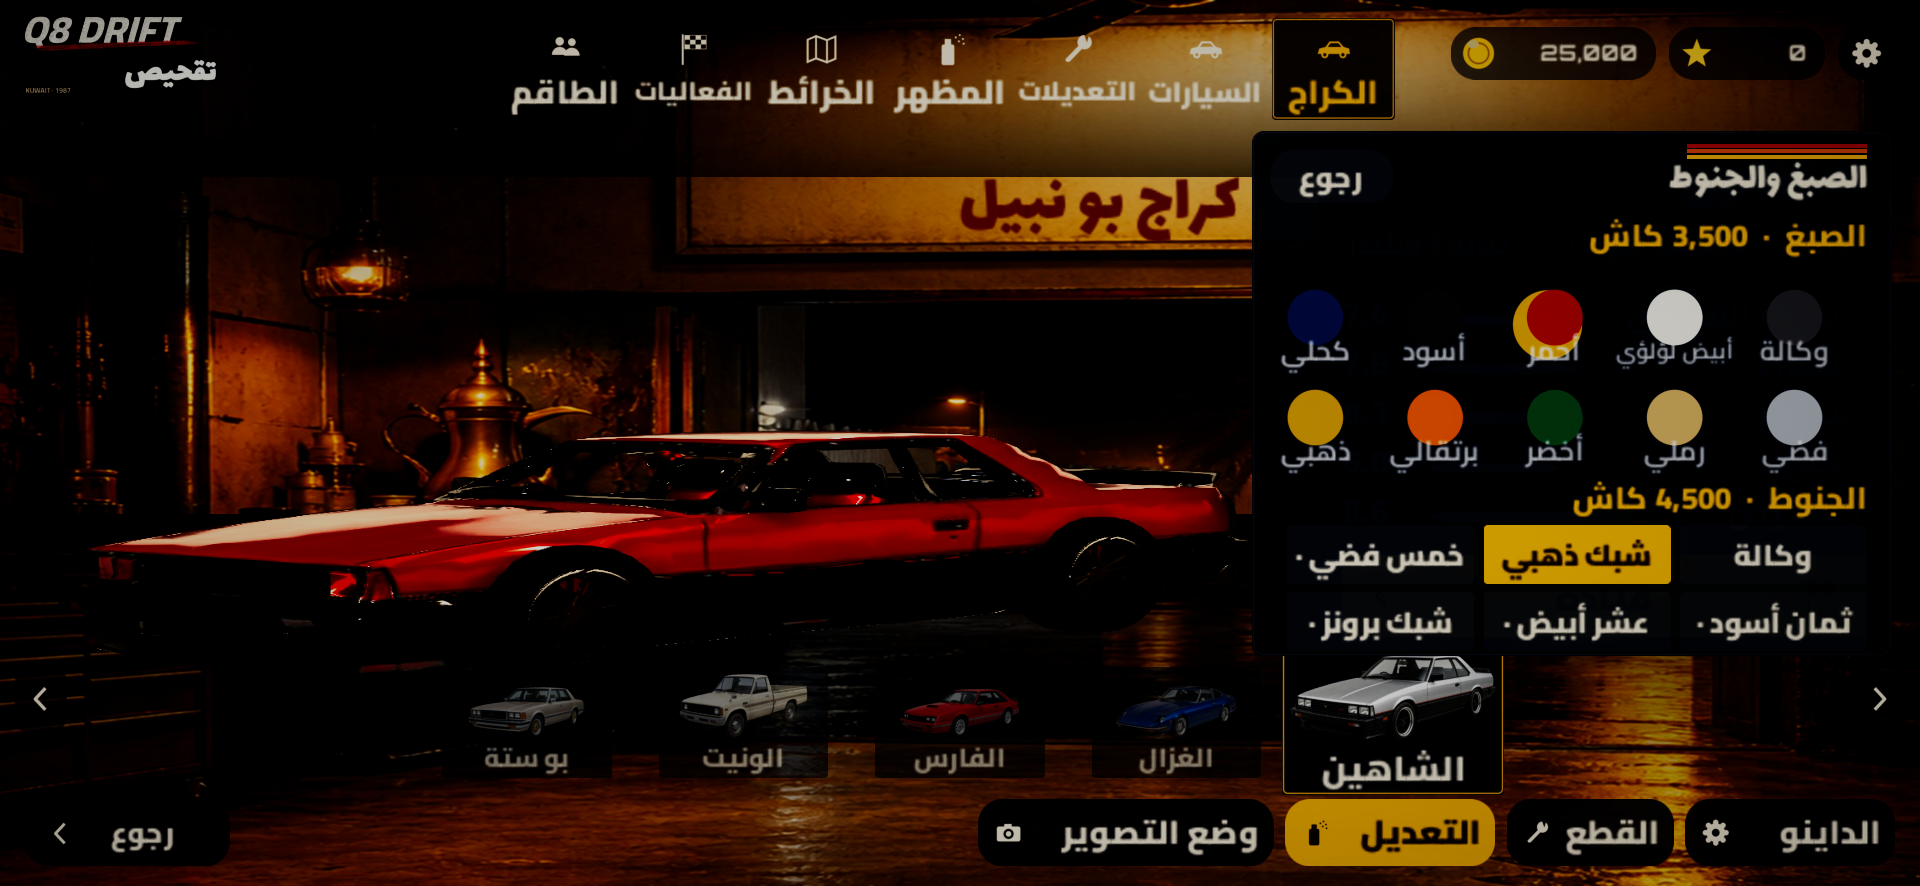 Q8 DRIFT
تفحيص
KUWAIT · 1987
الكراج
السيارات
التعديلات
المظهر
الخرائط
الفعاليات
الطاقم
25,000
0
كراج بو نبيل
الصبغ والجنوط
رجوع
الصبغ · 3,500 كاش
وكالة
أبيض لؤلؤي
أحمر
أسود
كحلي
فضي
رملي
أخضر
برتقالي
ذهبي
الجنوط · 4,500 كاش
وكالة
شبك ذهبي
خمس فضي ·
ثمان أسود ·
عشر أبيض ·
شبك برونز ·
الشاهين
الغزال
الفارس
الونيت
بو ستة
الداينو
القطع
التعديل
وضع التصوير
رجوع